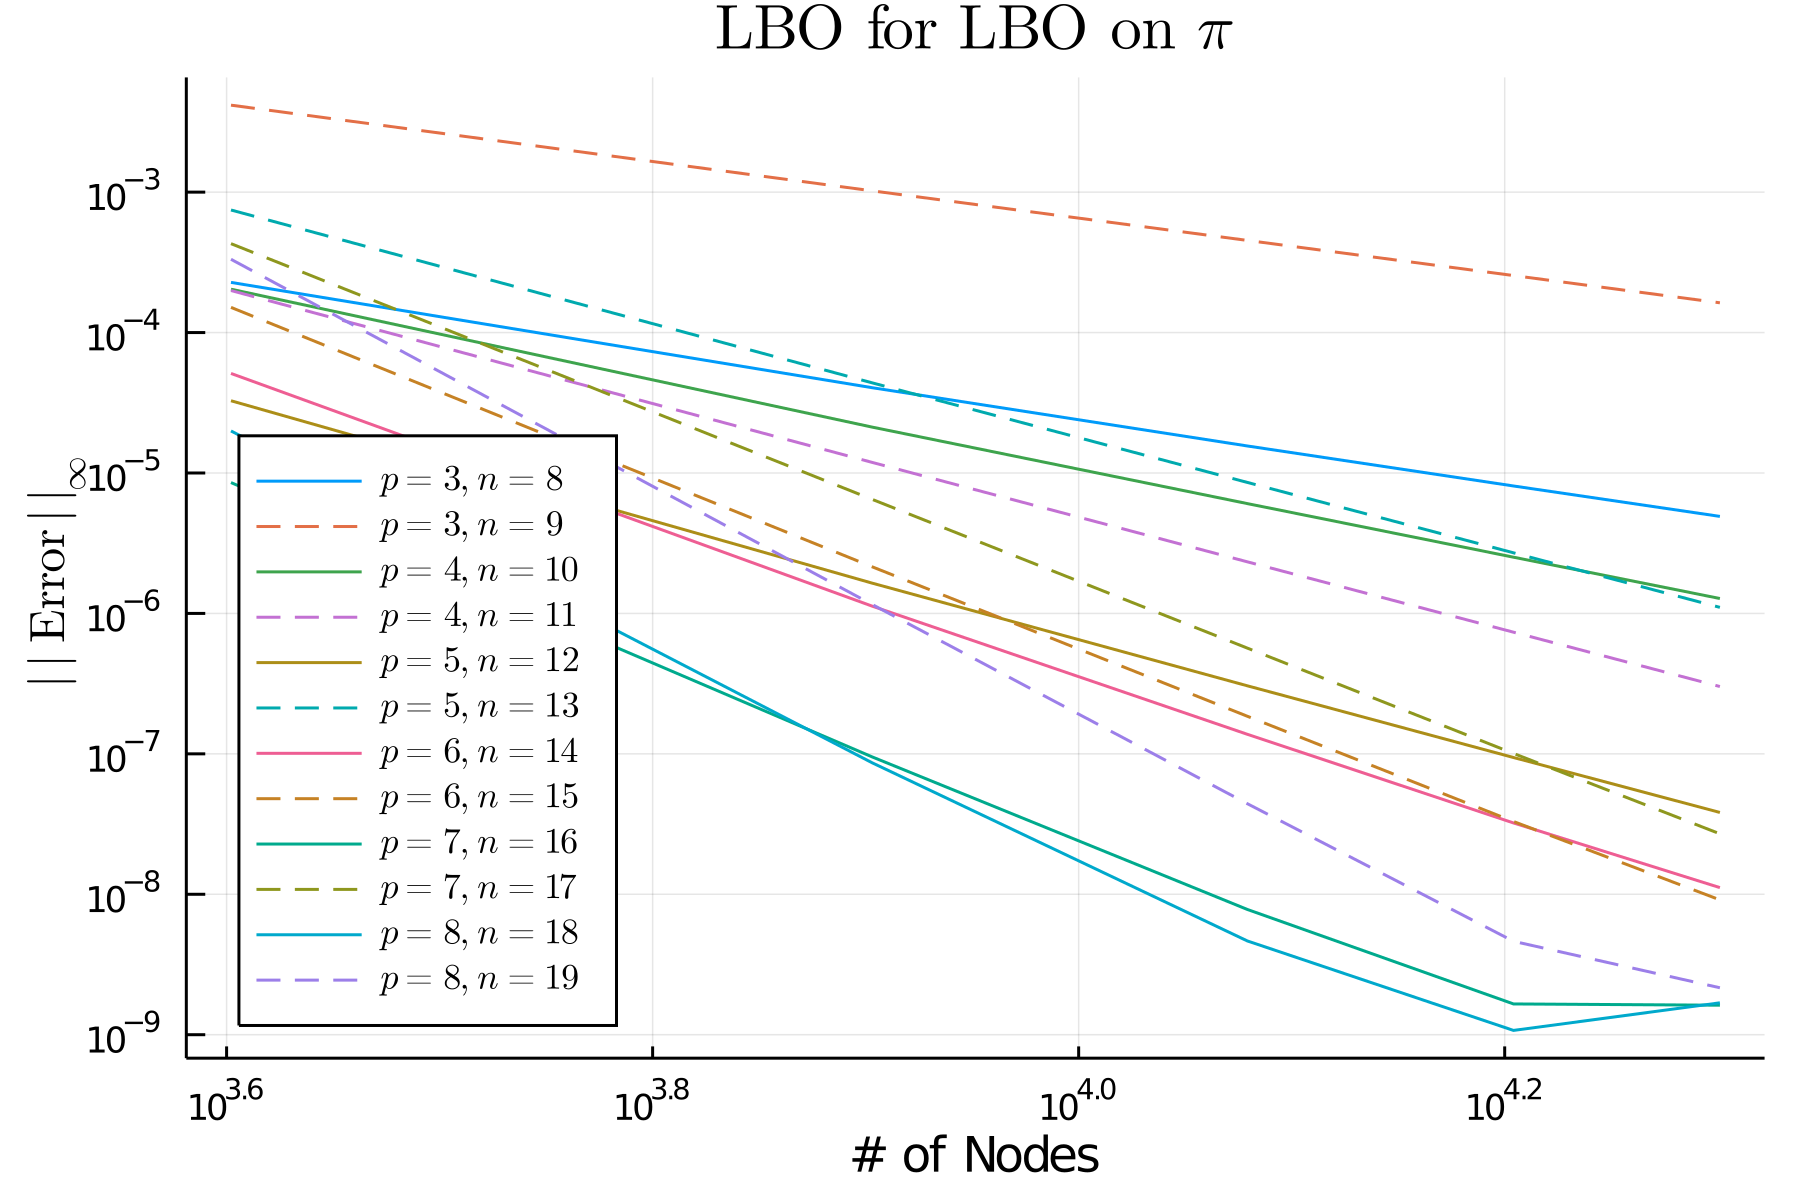 LBO for LBO on π
|| Error ||∞
10⁻³
10⁻⁴
10⁻⁵
10⁻⁶
10⁻⁷
10⁻⁸
10⁻⁹
p = 3, n = 8
p = 3, n = 9
p = 4, n = 10
p = 4, n = 11
p = 5, n = 12
p = 5, n = 13
p = 6, n = 14
p = 6, n = 15
p = 7, n = 16
p = 7, n = 17
p = 8, n = 18
p = 8, n = 19
10^3.6 10^3.8 10^4.0 10^4.2
# of Nodes